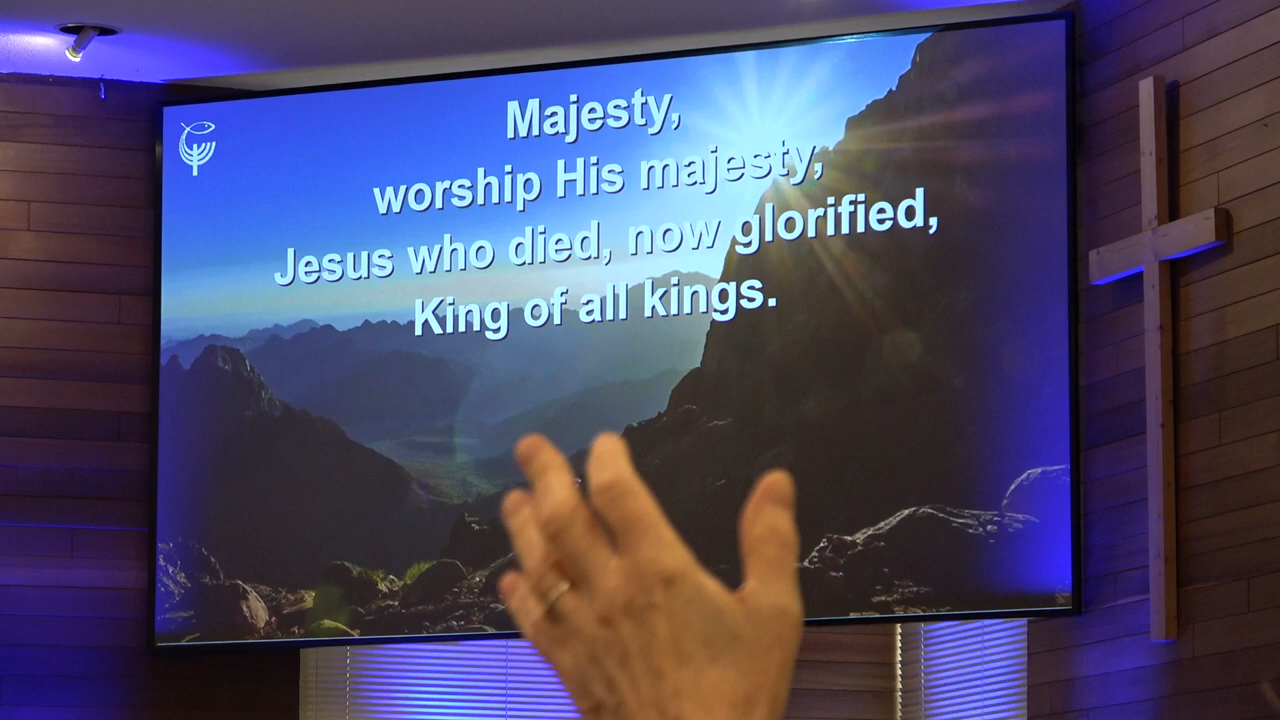 Majesty,
worship His majesty,
Jesus who died, now glorified,
King of all kings.